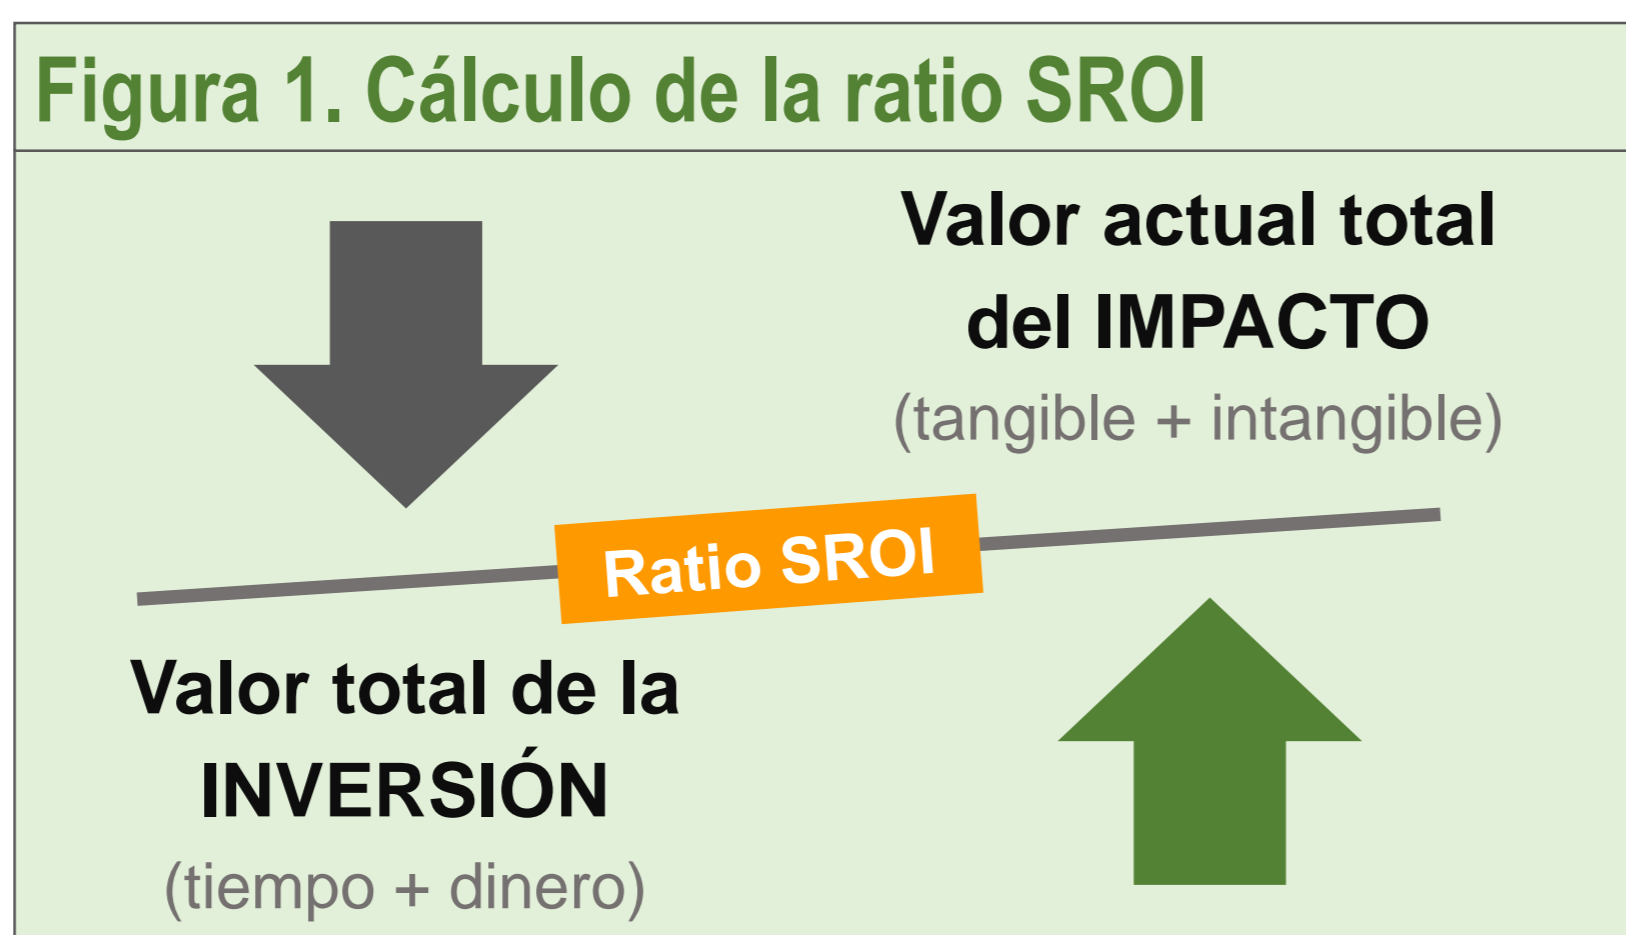 Figura 1. Cálculo de la ratio SROI
Valor actual total
del IMPACTO
(tangible + intangible)
Ratio SROI
Valor total de la
INVERSIÓN
(tiempo + dinero)